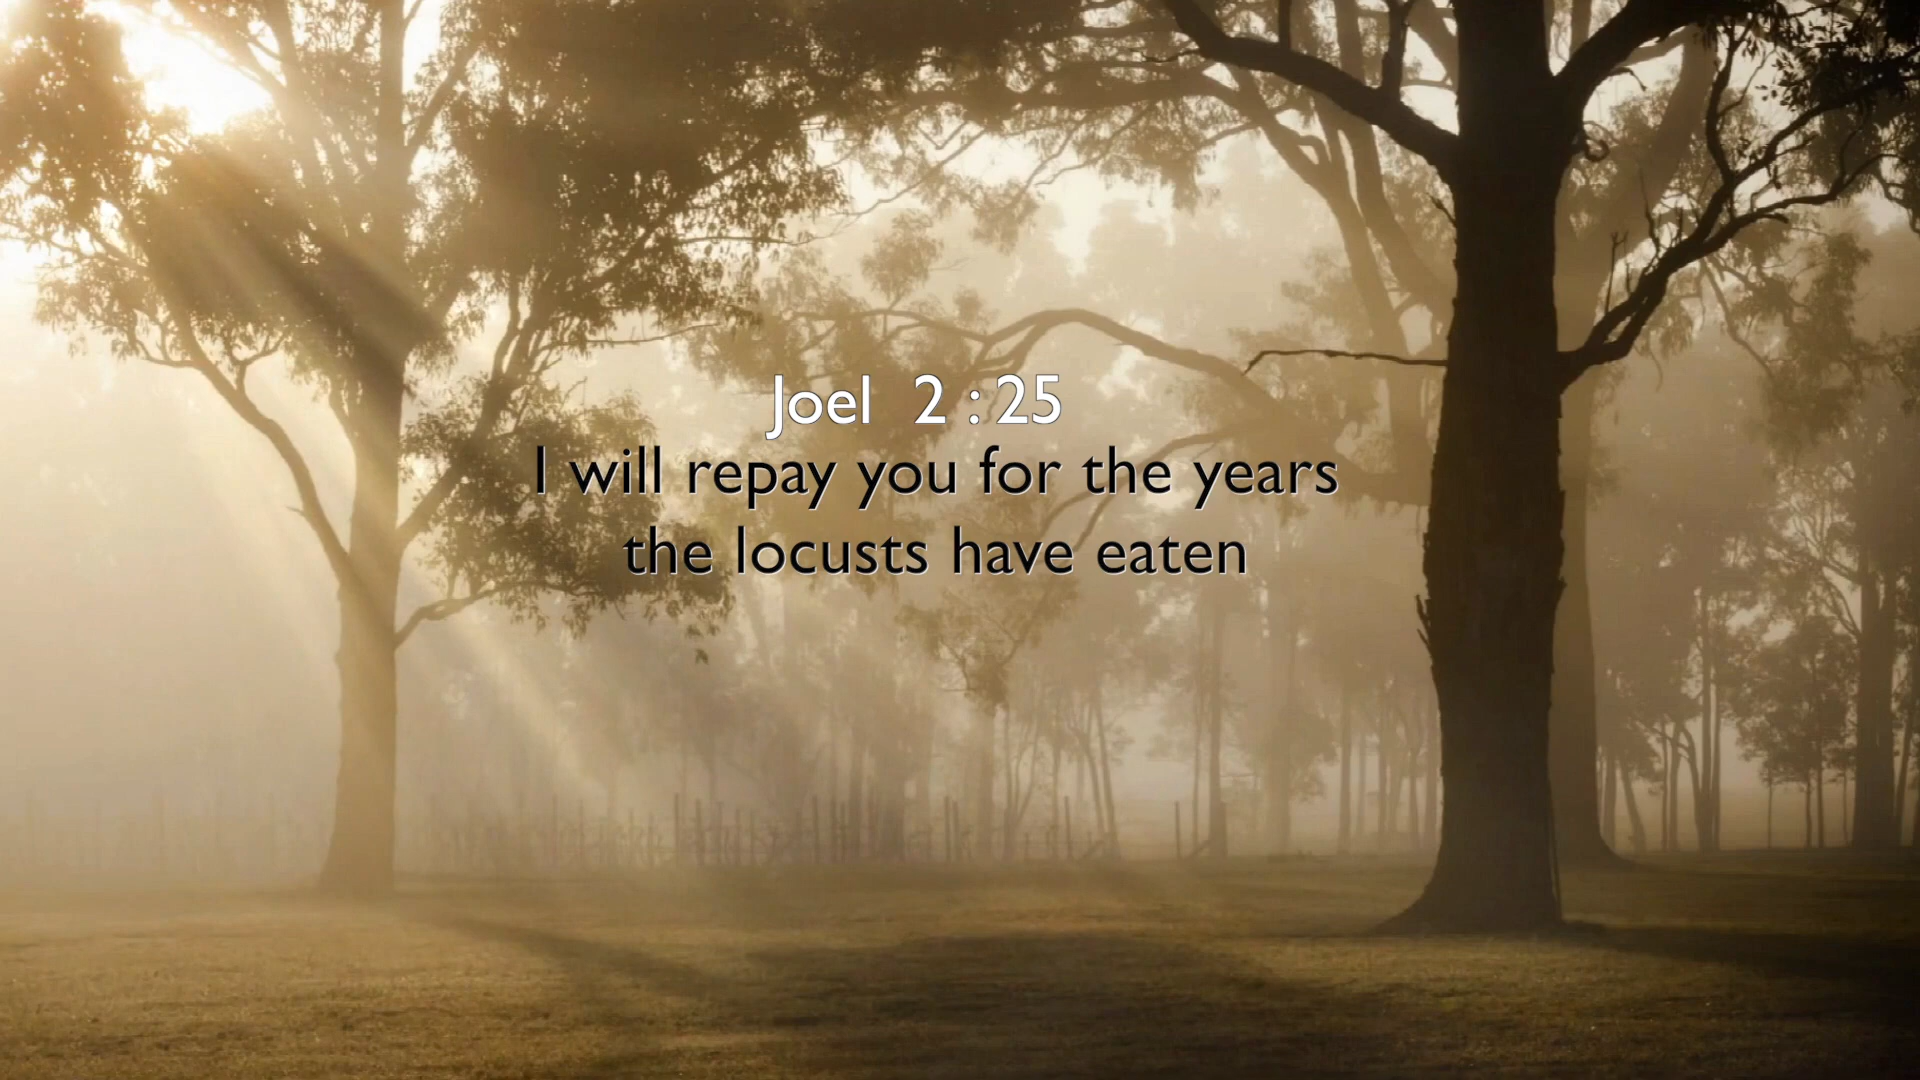 Joel 2 : 25
I will repay you for the years
the locusts have eaten